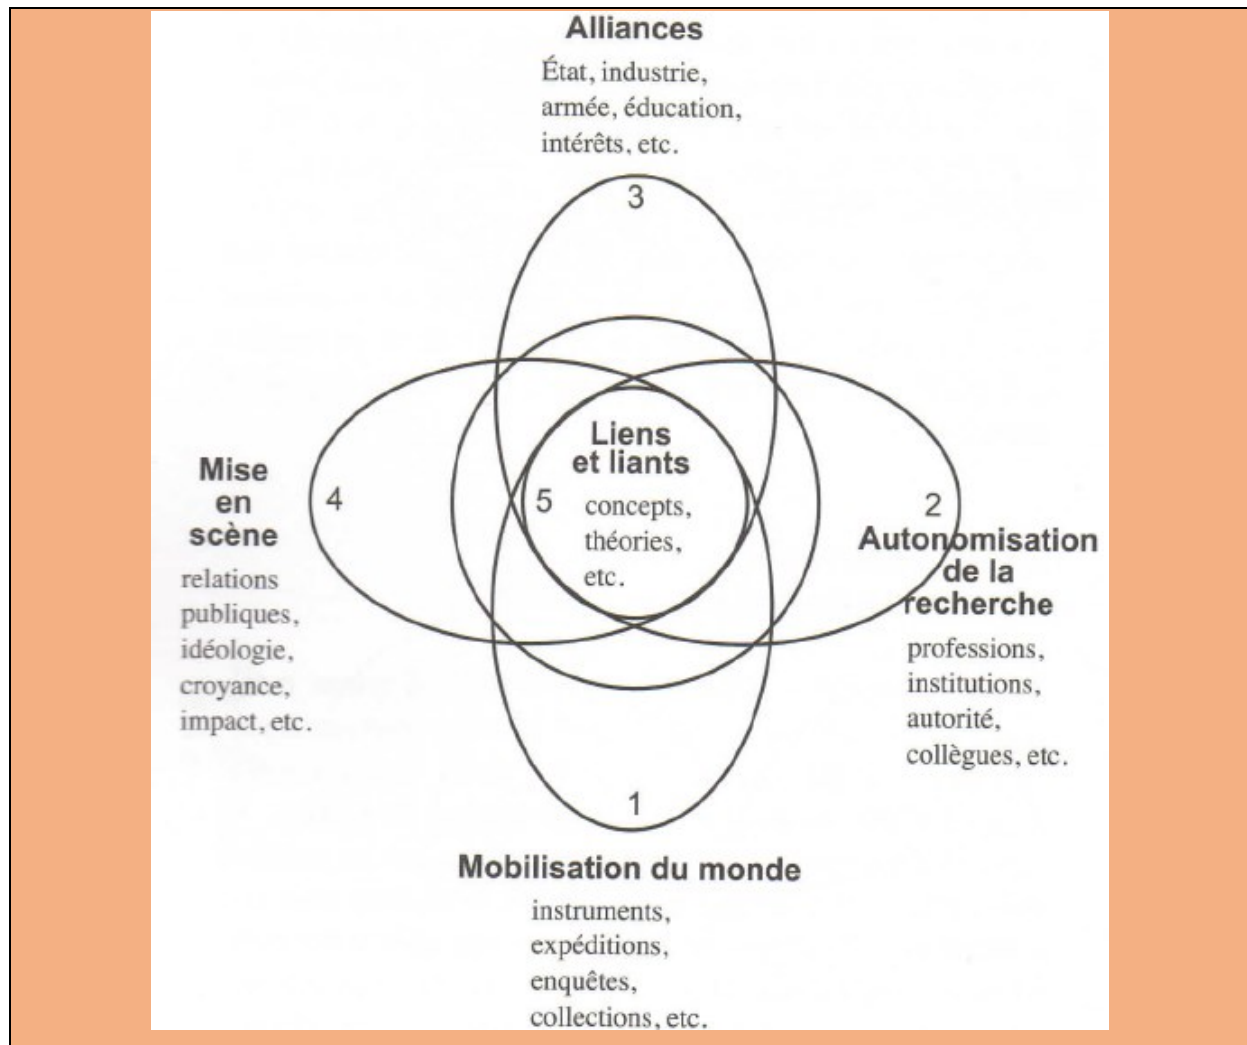 Alliances
État, industrie,
armée, éducation,
intérêts, etc.
3
Liens
et liants
5
concepts,
théories,
etc.
Mise
en
scène
4
relations
publiques,
idéologie,
croyance,
impact, etc.
2
Autonomisation
de la
recherche
professions,
institutions,
autorité,
collègues, etc.
1
Mobilisation du monde
instruments,
expéditions,
enquêtes,
collections, etc.